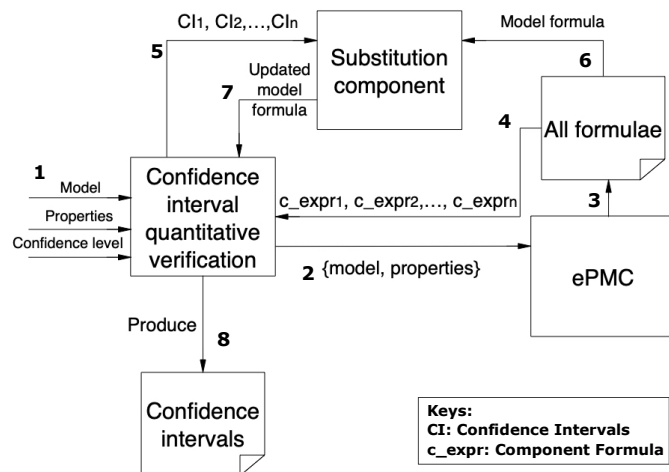 CI1, CI2,...,CIn
5
Substitution
component
Model formula
6
Updated
model
formula
7
4
All formulae
1
Model
Properties
Confidence level
Confidence
interval
quantitative
verification
c_expr1, c_expr2,..., c_exprn
3
2 {model, properties}
ePMC
Produce
8
Confidence
intervals
Keys:
CI: Confidence Intervals
c_expr: Component Formula